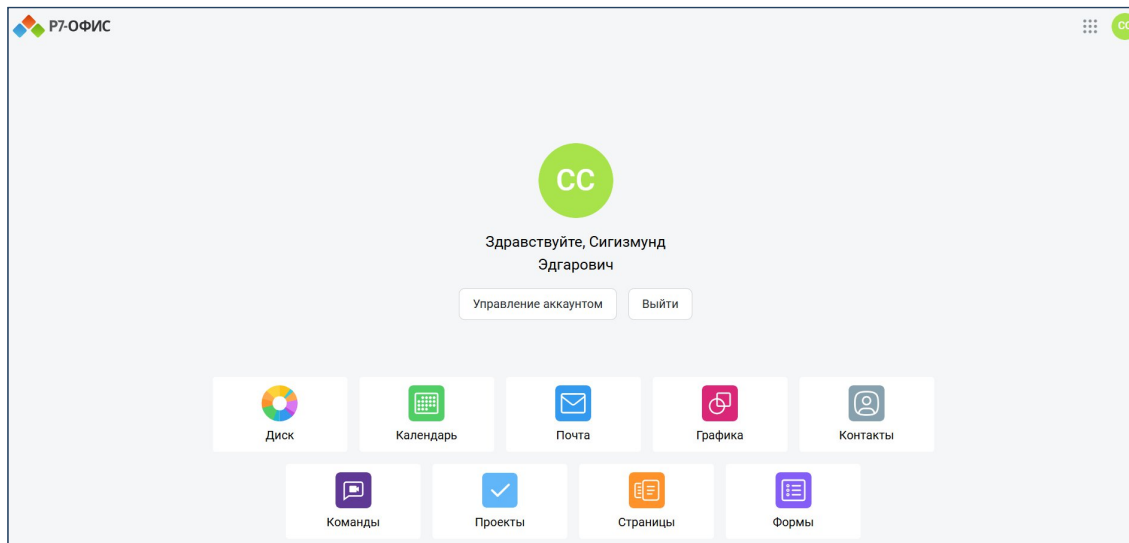 Р7-ОФИС
СС
СС
Здравствуйте, Сигизмунд
Эдгарович
Управление аккаунтом Выйти
Диск Календарь Почта Графика Контакты
Команды Проекты Страницы Формы